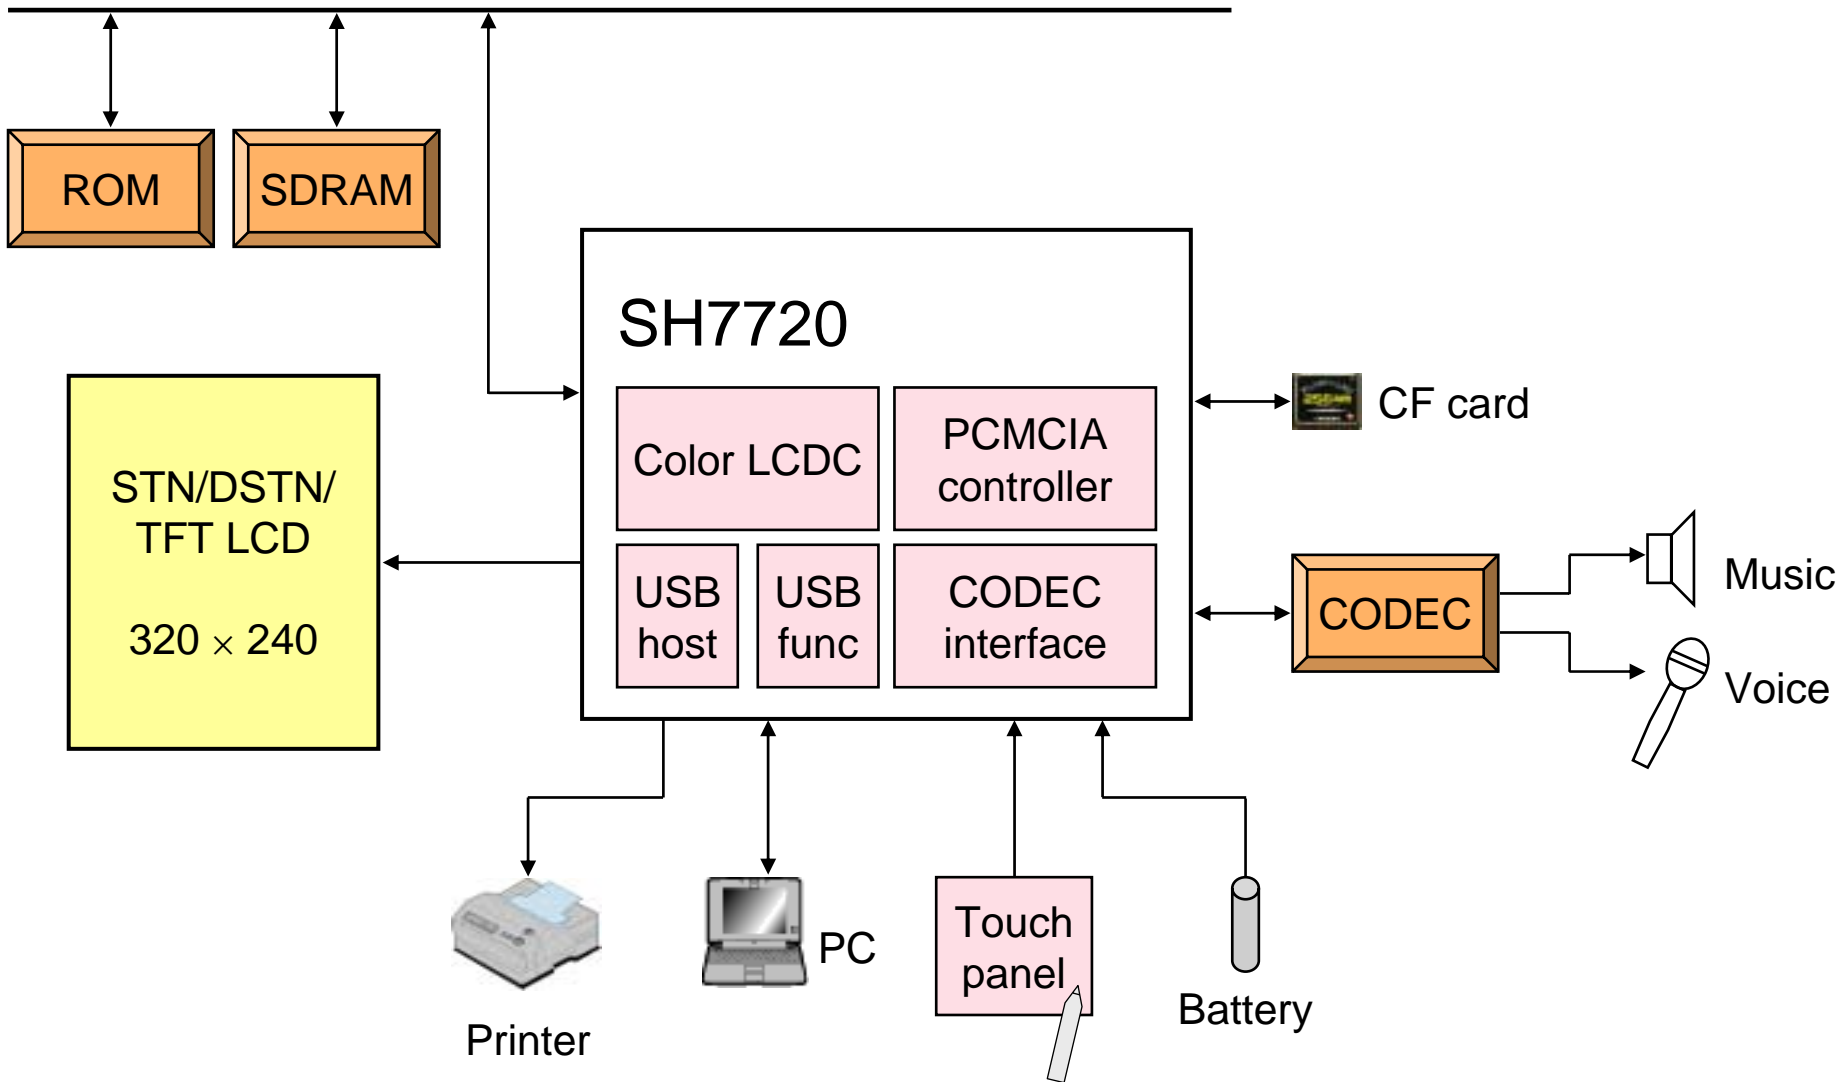 ROM
SDRAM
SH7720
Color LCDC
PCMCIA
controller
USB
host
USB
func
CODEC
interface
STN/DSTN/
TFT LCD
320 × 240
CF card
CODEC
Music
Voice
Printer
PC
Touch
panel
Battery